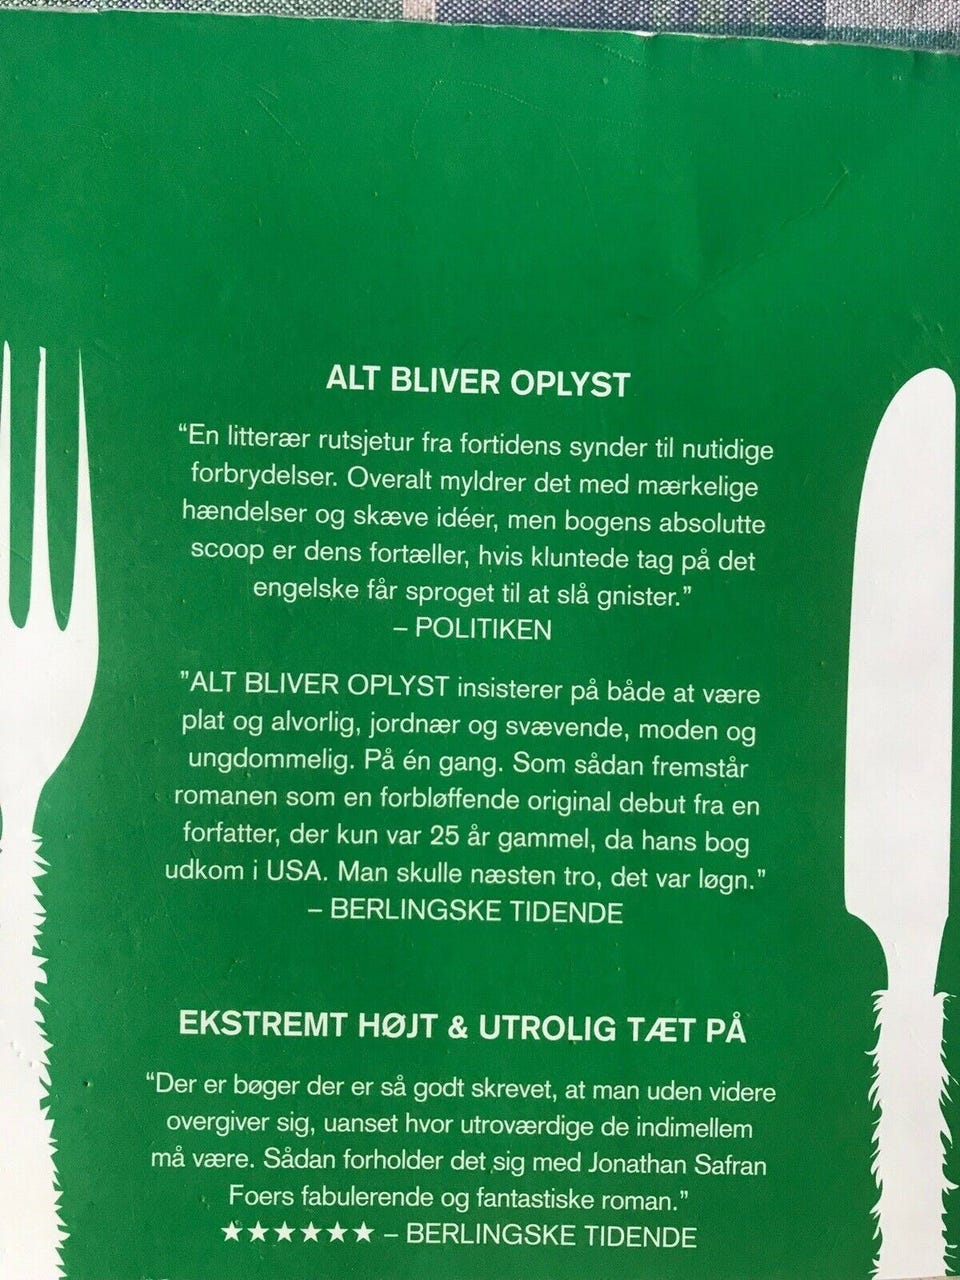 ALT BLIVER OPLYST
“En litterær rutsjetur fra fortidens synder til nutidige
forbrydelser. Overalt myldrer det med mærkelige
hændelser og skæve idéer, men bogens absolutte
scoop er dens fortæller, hvis kluntede tag på det
engelske får sproget til at slå gnister.”
– POLITIKEN
”ALT BLIVER OPLYST insisterer på både at være
plat og alvorlig, jordnær og svævende, moden og
ungdommelig. På én gang. Som sådan fremstår
romanen som en forbløffende original debut fra en
forfatter, der kun var 25 år gammel, da hans bog
udkom i USA. Man skulle næsten tro, det var løgn.”
– BERLINGSKE TIDENDE
EKSTREMT HØJT & UTROLIG TÆT PÅ
“Der er bøger der er så godt skrevet, at man uden videre
overgiver sig, uanset hvor utroværdige de indimellem
må være. Sådan forholder det sig med Jonathan Safran
Foers fabulerende og fantastiske roman.”
★★★★★★ – BERLINGSKE TIDENDE